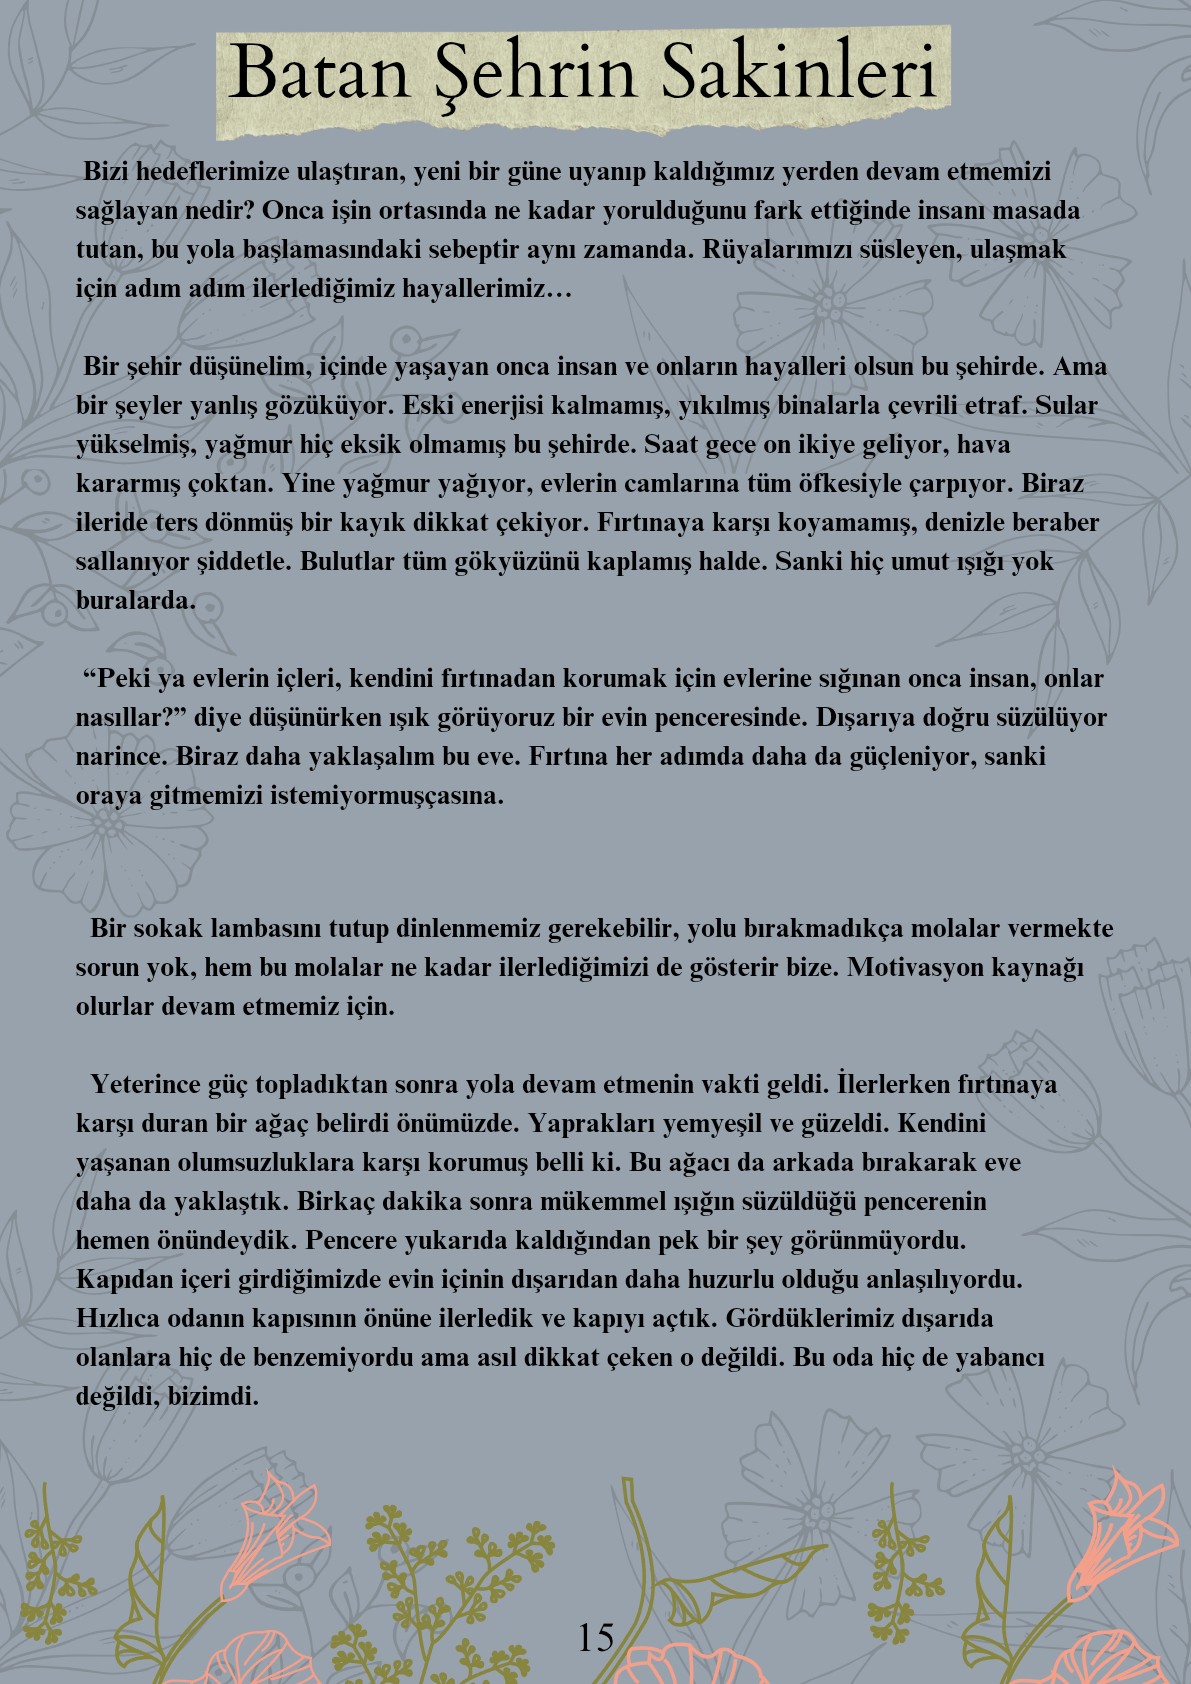 Batan Şehrin Sakinleri
Bizi hedeflerimize ulaştıran, yeni bir güne uyanıp kaldığımız yerden devam etmemizi
sağlayan nedir? Onca işin ortasında ne kadar yorulduğunu fark ettiğinde insanı masada
tutan, bu yola başlamasındaki sebeptir aynı zamanda. Rüyalarımızı süsleyen, ulaşmak
için adım adım ilerlediğimiz hayallerimiz…
Bir şehir düşünelim, içinde yaşayan onca insan ve onların hayalleri olsun bu şehirde. Ama
bir şeyler yanlış gözüküyor. Eski enerjisi kalmamış, yıkılmış binalarla çevrili etraf. Sular
yükselmiş, yağmur hiç eksik olmamış bu şehirde. Saat gece on ikiye geliyor, hava
kararmış çoktan. Yine yağmur yağıyor, evlerin camlarına tüm öfkesiyle çarpıyor. Biraz
ileride ters dönmüş bir kayık dikkat çekiyor. Fırtınaya karşı koyamamış, denizle beraber
sallanıyor şiddetle. Bulutlar tüm gökyüzünü kaplamış halde. Sanki hiç umut ışığı yok
buralarda.
“Peki ya evlerin içleri, kendini fırtınadan korumak için evlerine sığınan onca insan, onlar
nasıllar?” diye düşünürken ışık görüyoruz bir evin penceresinde. Dışarıya doğru süzülüyor
narince. Biraz daha yaklaşalım bu eve. Fırtına her adımda daha da güçleniyor, sanki
oraya gitmemizi istemiyormuşçasına.
Bir sokak lambasını tutup dinlenmemiz gerekebilir, yolu bırakmadıkça molalar vermekte
sorun yok, hem bu molalar ne kadar ilerlediğimizi de gösterir bize. Motivasyon kaynağı
olurlar devam etmemiz için.
Yeterince güç topladıktan sonra yola devam etmenin vakti geldi. İlerlerken fırtınaya
karşı duran bir ağaç belirdi önümüzde. Yaprakları yemyeşil ve güzeldi. Kendini
yaşanan olumsuzluklara karşı korumuş belli ki. Bu ağacı da arkada bırakarak eve
daha da yaklaştık. Birkaç dakika sonra mükemmel ışığın süzüldüğü pencerenin
hemen önündeydik. Pencere yukarıda kaldığından pek bir şey görünmüyordu.
Kapıdan içeri girdiğimizde evin içinin dışarıdan daha huzurlu olduğu anlaşılıyordu.
Hızlıca odanın kapısının önüne ilerledik ve kapıyı açtık. Gördüklerimiz dışarıda
olanlara hiç de benzemiyordu ama asıl dikkat çeken o değildi. Bu oda hiç de yabancı
değildi, bizimdi.
15